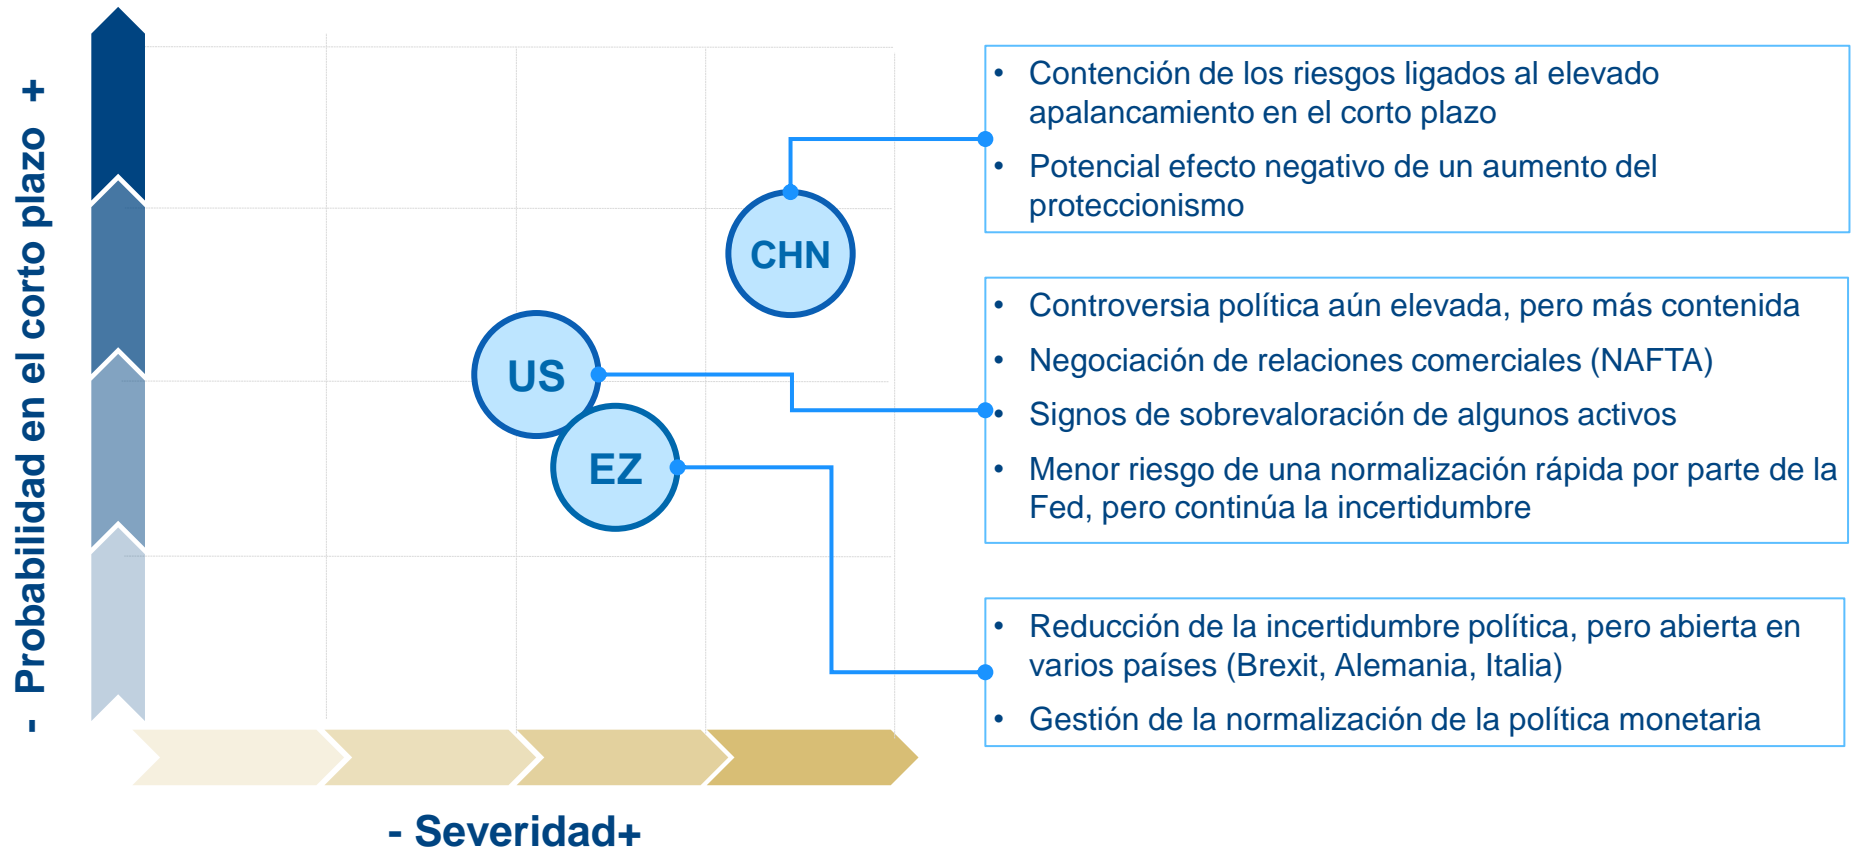 - Probabilidad en el corto plazo +
CHN
US
EZ
- Severidad+
• Contención de los riesgos ligados al elevado
apalancamiento en el corto plazo
• Potencial efecto negativo de un aumento del
proteccionismo
• Controversia política aún elevada, pero más contenida
• Negociación de relaciones comerciales (NAFTA)
• Signos de sobrevaloración de algunos activos
• Menor riesgo de una normalización rápida por parte de la
Fed, pero continúa la incertidumbre
• Reducción de la incertidumbre política, pero abierta en
varios países (Brexit, Alemania, Italia)
• Gestión de la normalización de la política monetaria